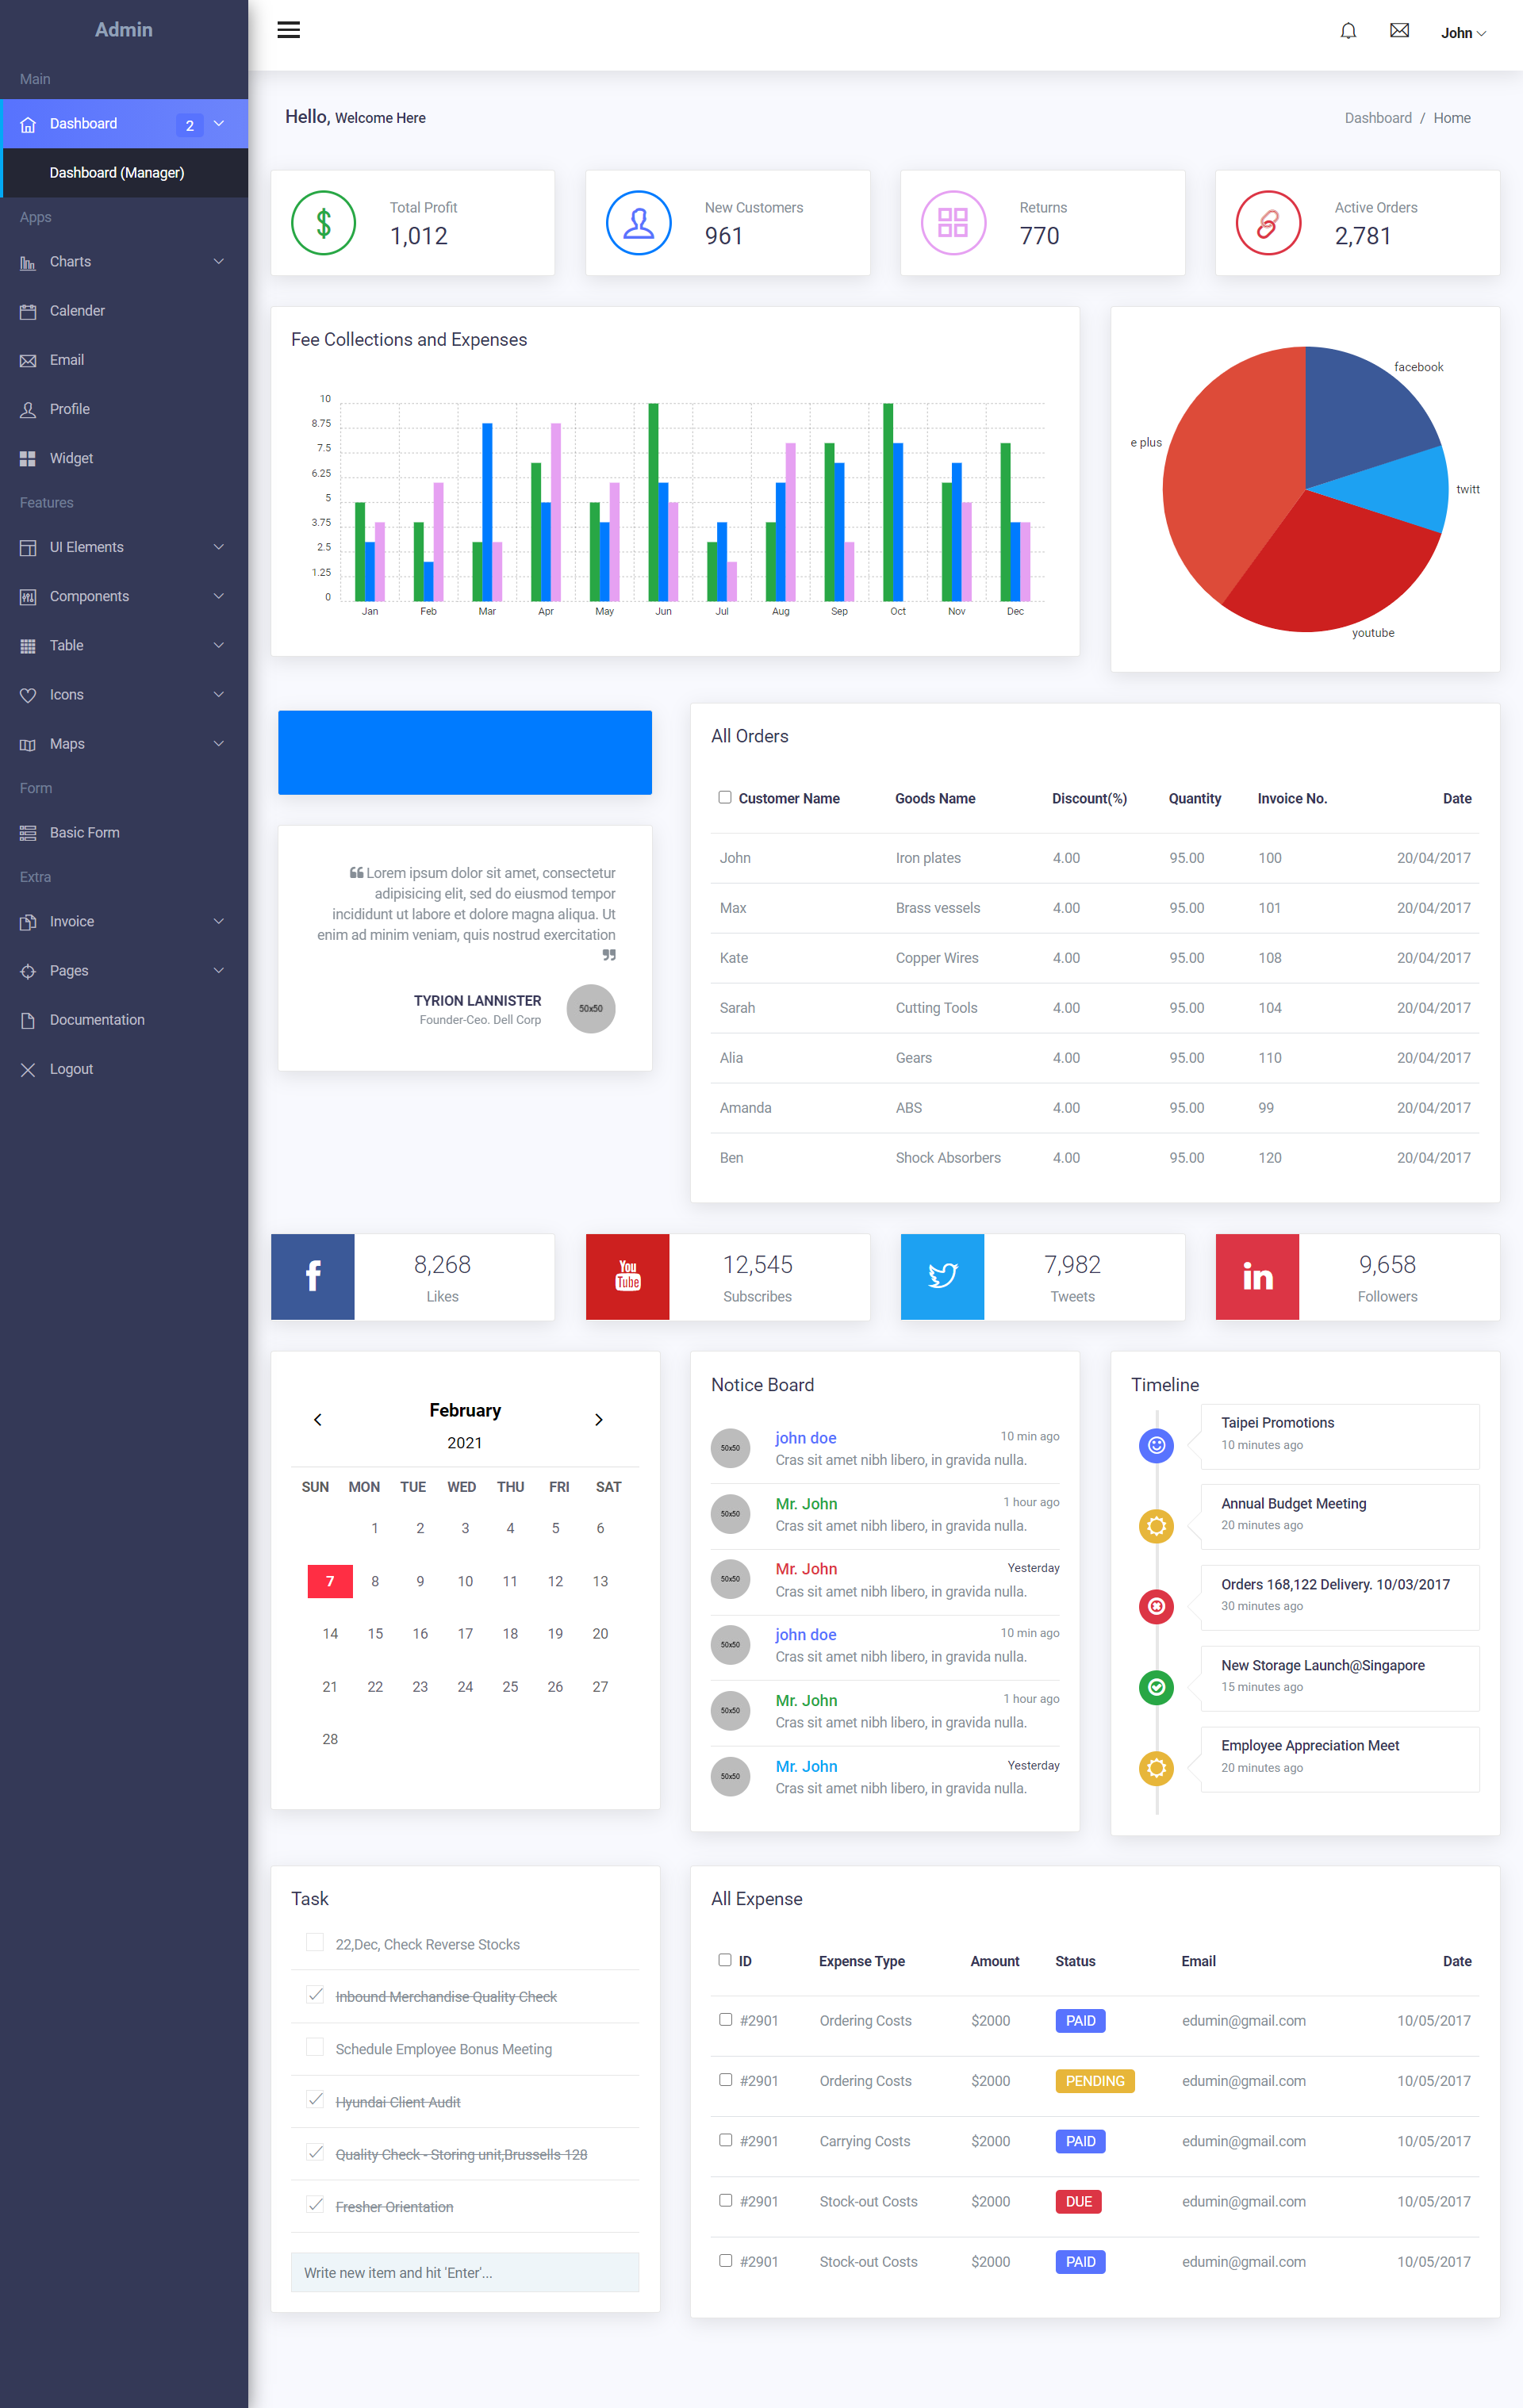 Admin
Main
Dashboard 2
Dashboard (Manager)
Apps
Charts
Calender
Email
Profile
Widget
Features
UI Elements
Components
Table
Icons
Maps
Form
Basic Form
Extra
Invoice
Pages
Documentation
Logout
John
Hello, Welcome Here
Dashboard / Home
Total Profit
1,012
New Customers
961
Returns
770
Active Orders
2,781
Fee Collections and Expenses
10
8.75
7.5
6.25
5
3.75
2.5
1.25
0
Jan Feb Mar Apr May Jun Jul Aug Sep Oct Nov Dec
facebook
e plus
twitt
youtube
❝ Lorem ipsum dolor sit amet, consectetur
adipisicing elit, sed do eiusmod tempor
incididunt ut labore et dolore magna aliqua. Ut
enim ad minim veniam, quis nostrud exercitation
❞
TYRION LANNISTER
Founder-Ceo. Dell Corp
50x50
All Orders
Customer Name Goods Name Discount(%) Quantity Invoice No. Date
John Iron plates 4.00 95.00 100 20/04/2017
Max Brass vessels 4.00 95.00 101 20/04/2017
Kate Copper Wires 4.00 95.00 108 20/04/2017
Sarah Cutting Tools 4.00 95.00 104 20/04/2017
Alia Gears 4.00 95.00 110 20/04/2017
Amanda ABS 4.00 95.00 99 20/04/2017
Ben Shock Absorbers 4.00 95.00 120 20/04/2017
f
8,268
Likes
You
Tube
12,545
Subscribes
7,982
Tweets
in
9,658
Followers
February
2021
SUN MON TUE WED THU FRI SAT
1 2 3 4 5 6
7 8 9 10 11 12 13
14 15 16 17 18 19 20
21 22 23 24 25 26 27
28
Notice Board
50x50
john doe 10 min ago
Cras sit amet nibh libero, in gravida nulla.
50x50
Mr. John 1 hour ago
Cras sit amet nibh libero, in gravida nulla.
50x50
Mr. John Yesterday
Cras sit amet nibh libero, in gravida nulla.
50x50
john doe 10 min ago
Cras sit amet nibh libero, in gravida nulla.
50x50
Mr. John 1 hour ago
Cras sit amet nibh libero, in gravida nulla.
50x50
Mr. John Yesterday
Cras sit amet nibh libero, in gravida nulla.
Timeline
Taipei Promotions
10 minutes ago
Annual Budget Meeting
20 minutes ago
Orders 168,122 Delivery. 10/03/2017
30 minutes ago
New Storage Launch@Singapore
15 minutes ago
Employee Appreciation Meet
20 minutes ago
Task
22,Dec, Check Reverse Stocks
Inbound Merchandise Quality Check
Schedule Employee Bonus Meeting
Hyundai Client Audit
Quality Check - Storing unit,Brussells 128
Fresher Orientation
Write new item and hit 'Enter'...
All Expense
ID Expense Type Amount Status Email Date
#2901 Ordering Costs $2000 PAID edumin@gmail.com 10/05/2017
#2901 Ordering Costs $2000 PENDING edumin@gmail.com 10/05/2017
#2901 Carrying Costs $2000 PAID edumin@gmail.com 10/05/2017
#2901 Stock-out Costs $2000 DUE edumin@gmail.com 10/05/2017
#2901 Stock-out Costs $2000 PAID edumin@gmail.com 10/05/2017